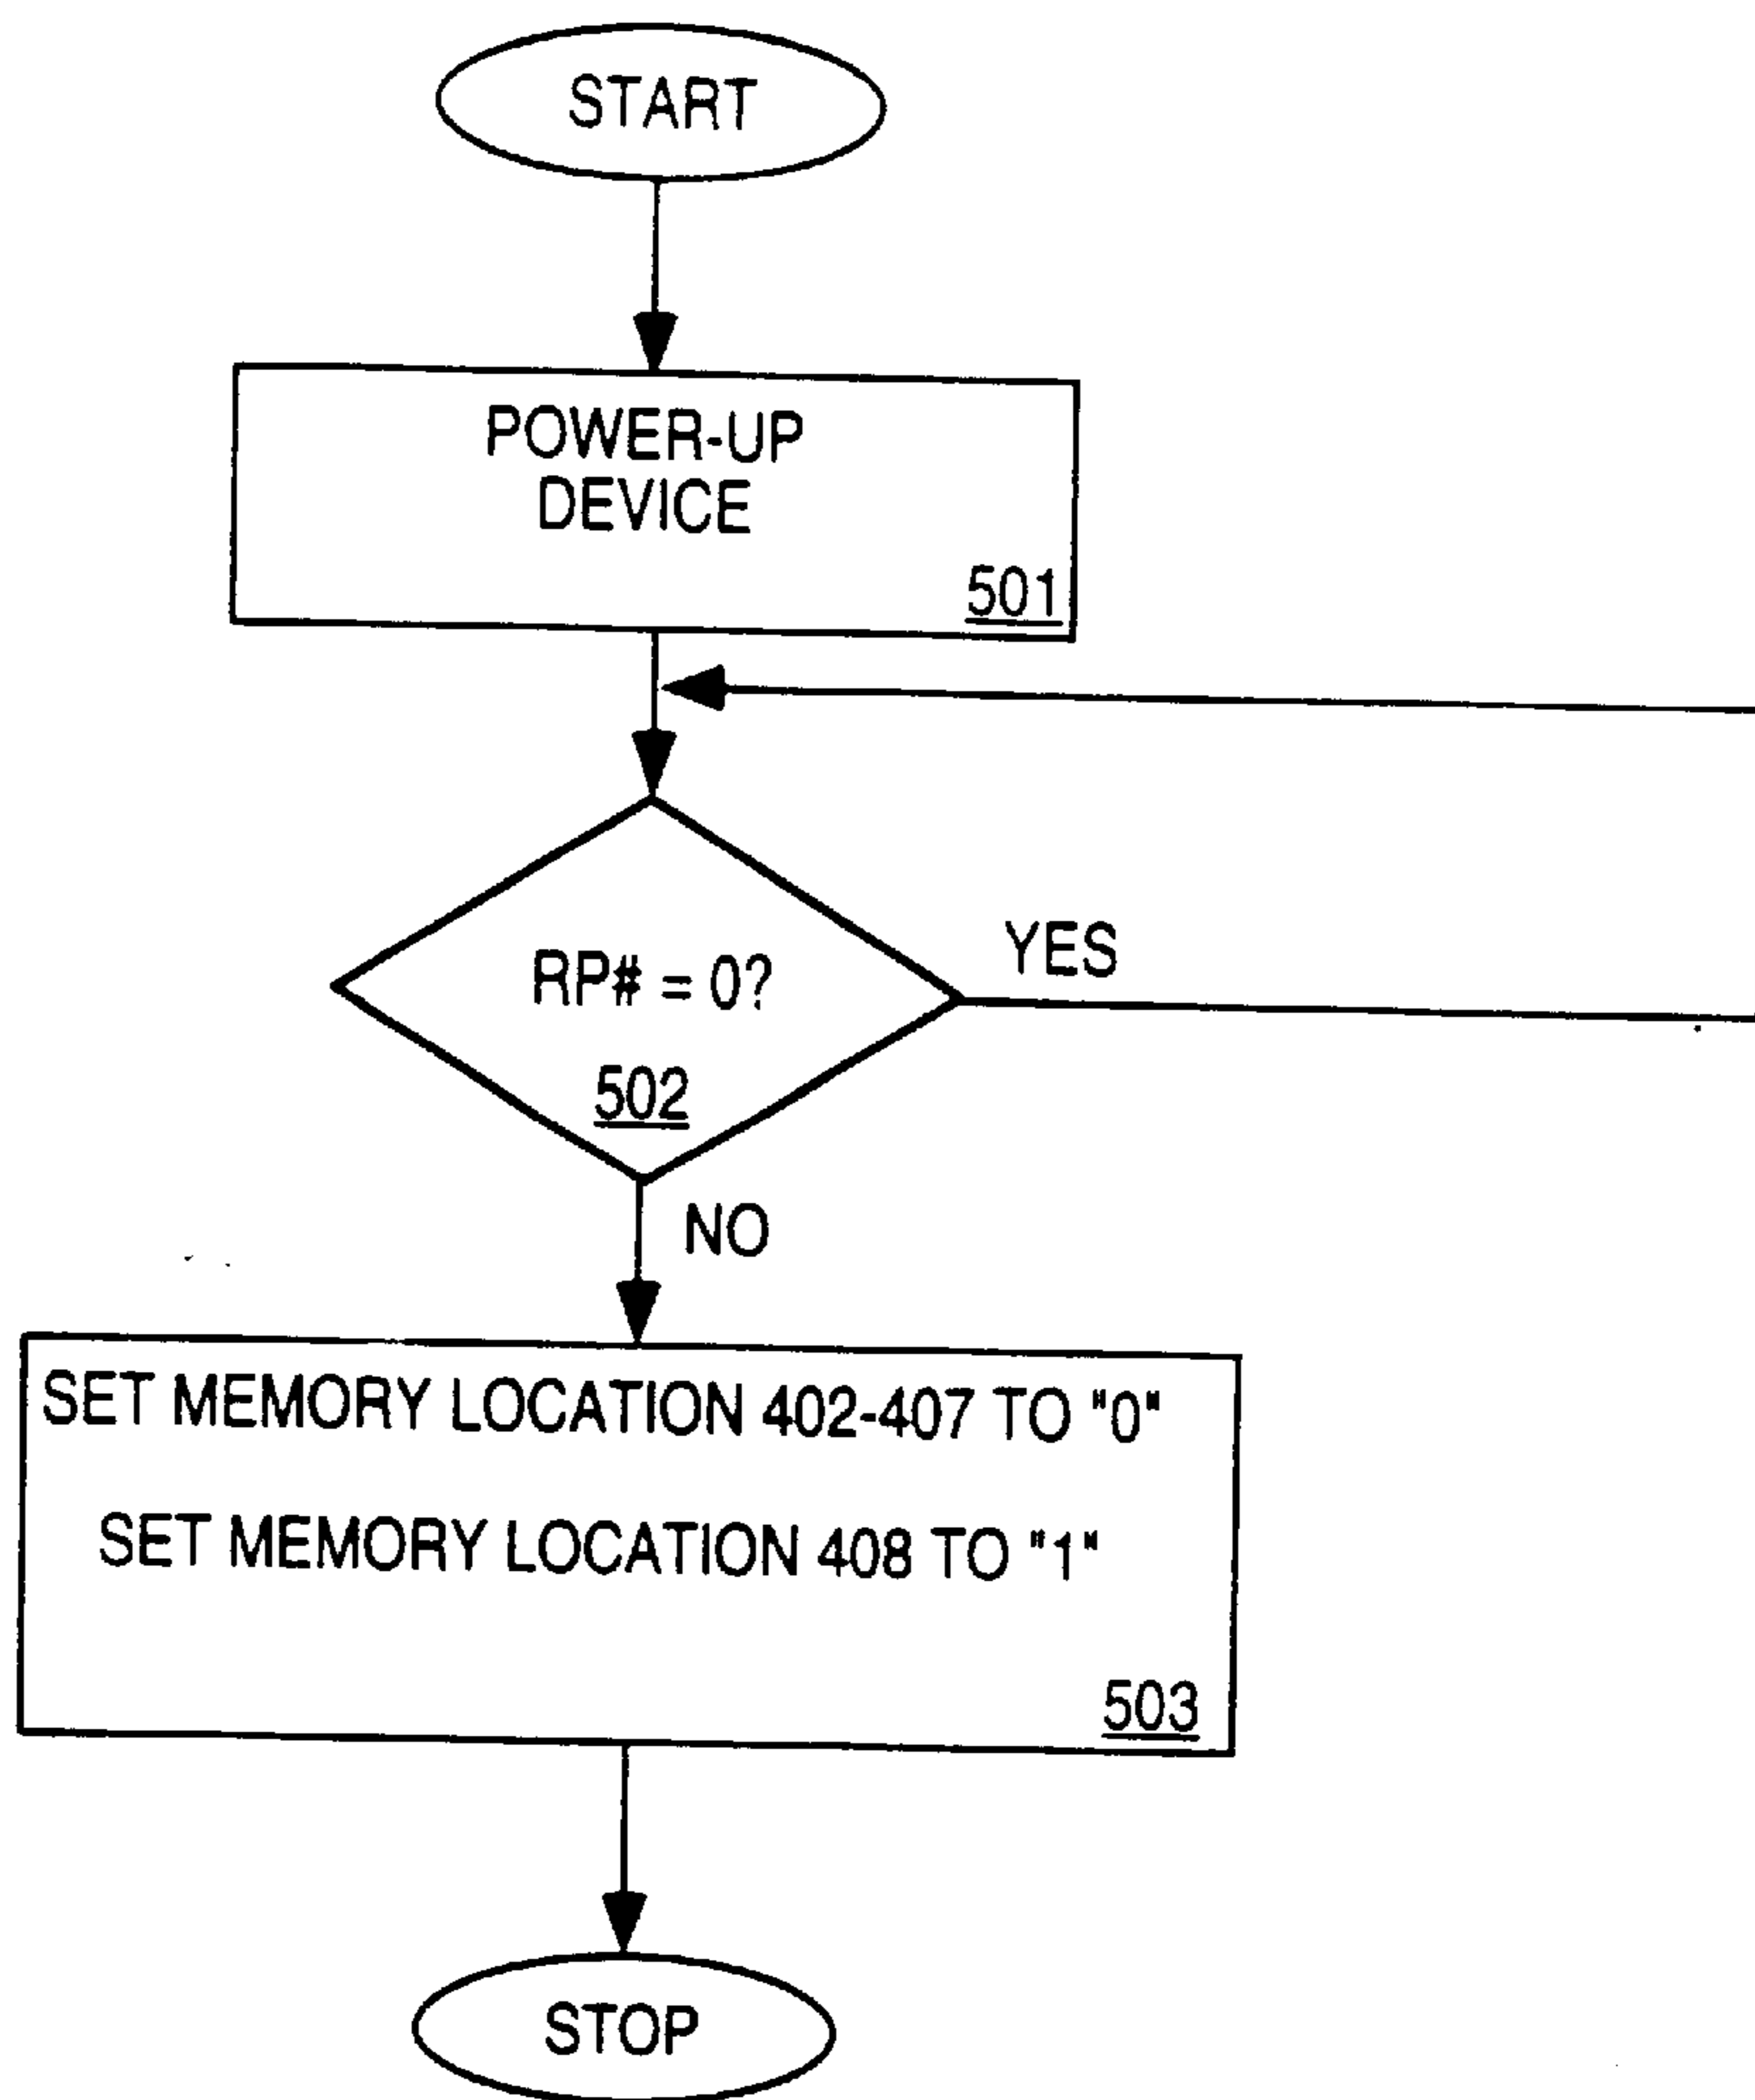 START
POWER-UP
DEVICE
501
RP# = 0?
502
YES
NO
SET MEMORY LOCATION 402-407 TO "0"
SET MEMORY LOCATION 408 TO "1"
503
STOP